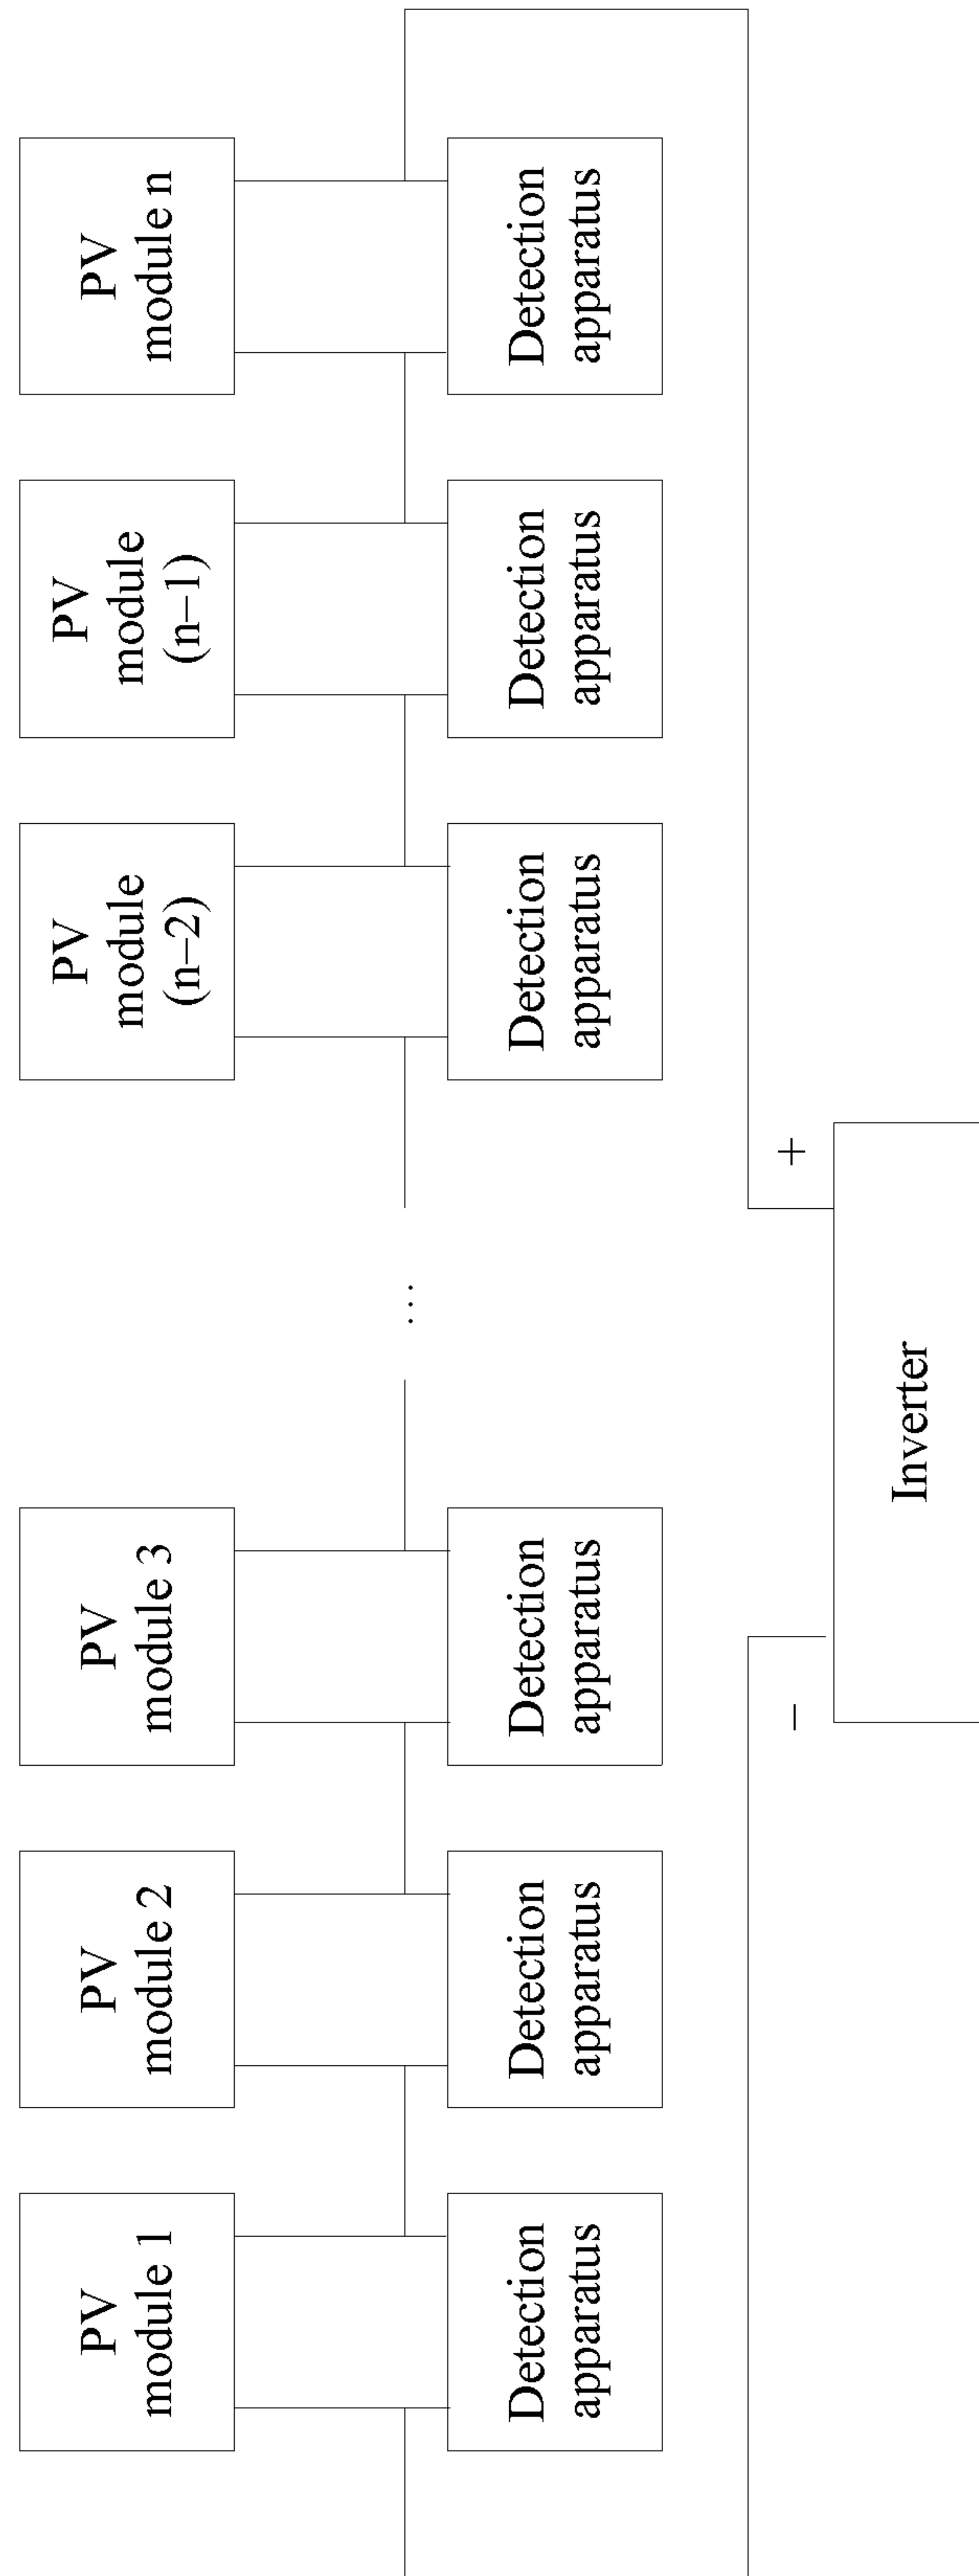 PV
module 1
PV
module 2
PV
module 3
PV
module
(n−2)
PV
module
(n−1)
PV
module n
...
Detection
apparatus
Detection
apparatus
Detection
apparatus
Detection
apparatus
Detection
apparatus
Detection
apparatus
−
+
Inverter